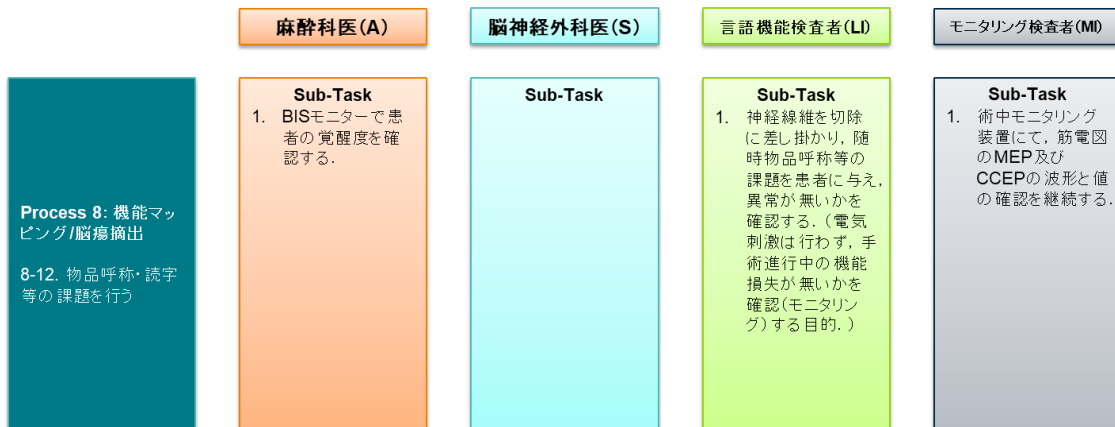 麻酔科医(A)
脳神経外科医(S)
言語機能検査者(LI)
モニタリング検査者(MI)
Process 8: 機能マッ
ピング/脳瘍摘出
8-12. 物品呼称・読字
等の課題を行う
Sub-Task
1. BISモニターで患
者の覚醒度を確
認する.
Sub-Task
Sub-Task
1. 神経線維を切除
に差し掛かり, 随
時物品呼称等の
課題を患者に与え,
異常が無いかを
確認する. (電気
刺激は行わず, 手
術進行中の機能
損失が無いかを
確認(モニタリン
グ)する目的. )
Sub-Task
1. 術中モニタリング
装置にて, 筋電図
のMEP及び
CCEPの波形と値
の確認を継続する.